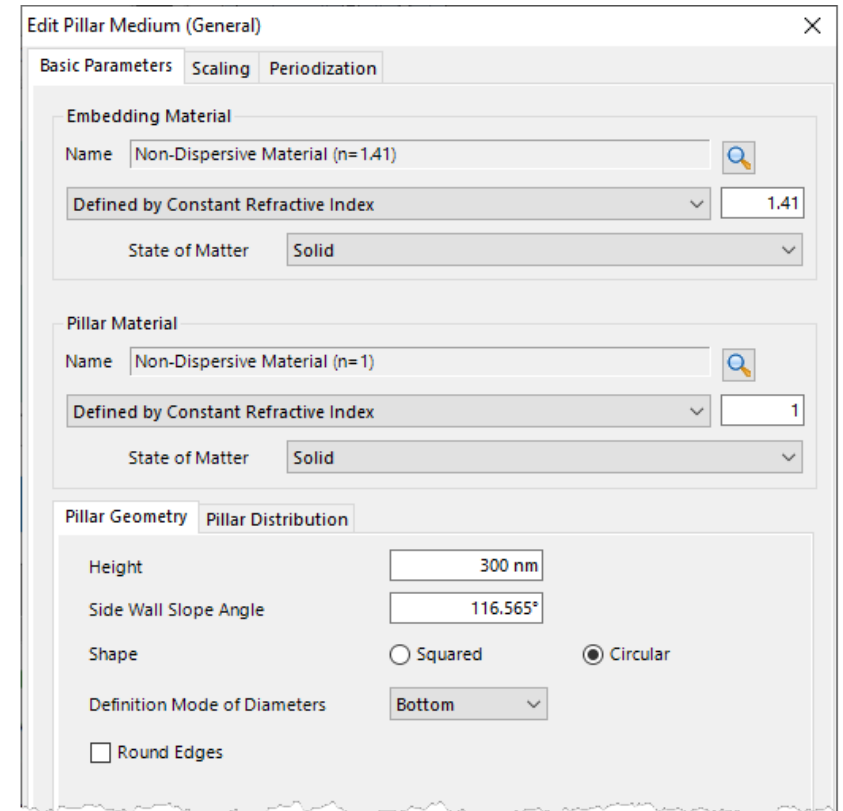 Edit Pillar Medium (General)
Basic Parameters Scaling Periodization
Embedding Material
Name Non-Dispersive Material (n=1.41)
Defined by Constant Refractive Index 1.41
State of Matter Solid
Pillar Material
Name Non-Dispersive Material (n=1)
Defined by Constant Refractive Index 1
State of Matter Solid
Pillar Geometry Pillar Distribution
Height 300 nm
Side Wall Slope Angle 116.565°
Shape Squared Circular
Definition Mode of Diameters Bottom
Round Edges